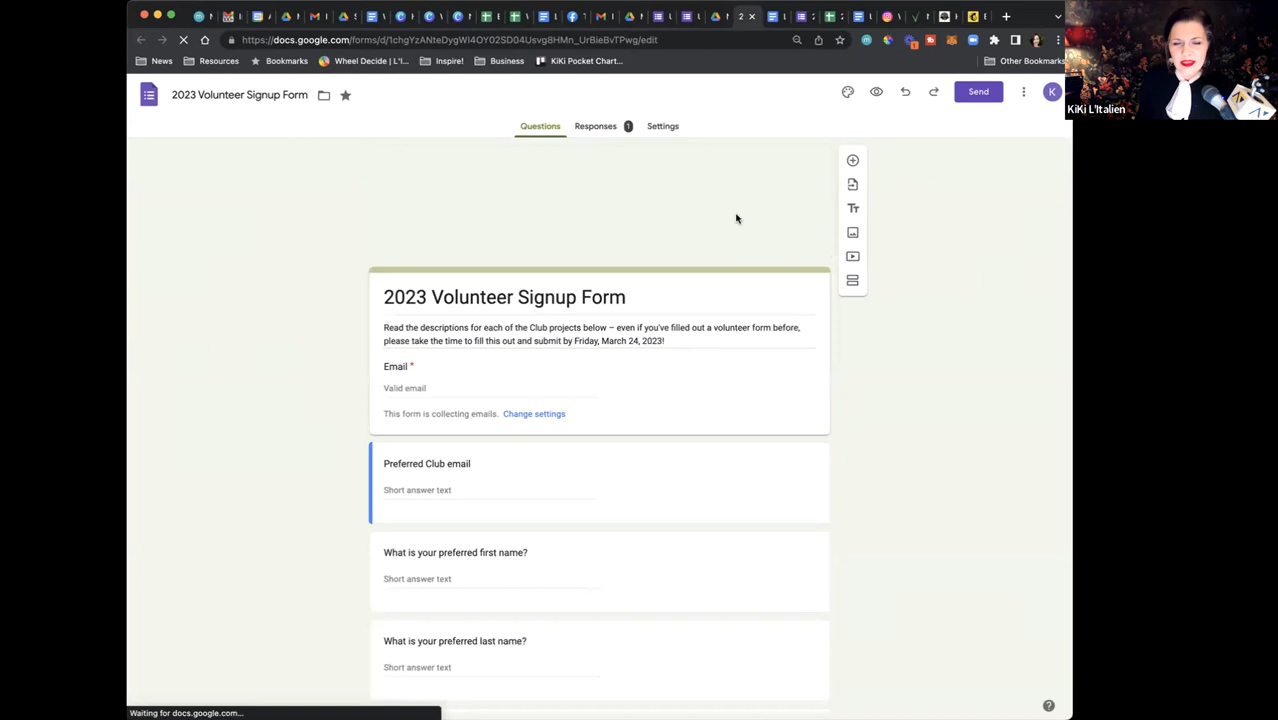 https://docs.google.com/forms/d/1chgYzANteDygWI4OY02SD04Usvg8HMn_UrBieBvTPwg/edit
News
Resources
Bookmarks
Wheel Decide | L'I...
Inspire!
Business
KiKi Pocket Chart...
Other Bookmarks
KiKi L'Italien
2023 Volunteer Signup Form
Send
K
Questions
Responses 1
Settings
2023 Volunteer Signup Form
Read the descriptions for each of the Club projects below – even if you've filled out a volunteer form before,
please take the time to fill this out and submit by Friday, March 24, 2023!
Email *
Valid email
This form is collecting emails. Change settings
Preferred Club email
Short answer text
What is your preferred first name?
Short answer text
What is your preferred last name?
Short answer text
Waiting for docs.google.com...